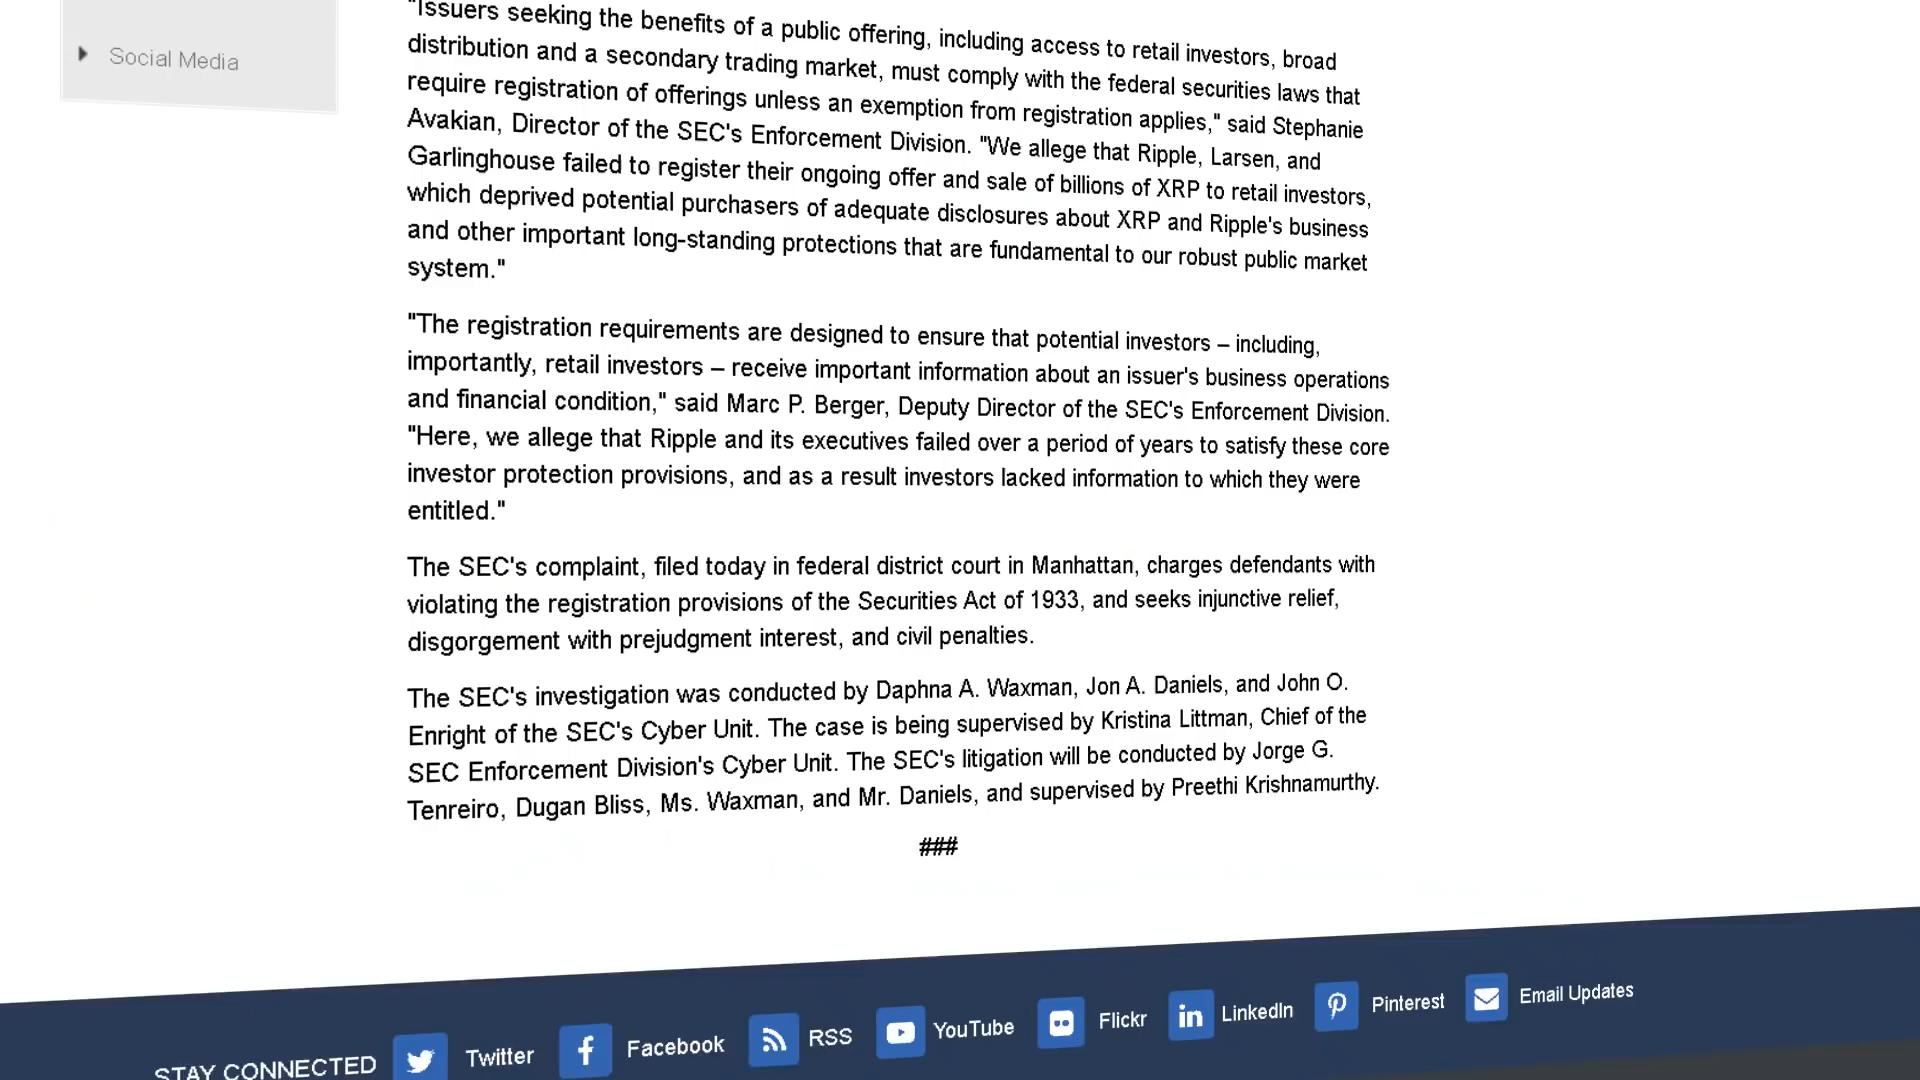 Social Media
"Issuers seeking the benefits of a public offering, including access to retail investors, broad
distribution and a secondary trading market, must comply with the federal securities laws that
require registration of offerings unless an exemption from registration applies," said Stephanie
Avakian, Director of the SEC's Enforcement Division. "We allege that Ripple, Larsen, and
Garlinghouse failed to register their ongoing offer and sale of billions of XRP to retail investors,
which deprived potential purchasers of adequate disclosures about XRP and Ripple's business
and other important long-standing protections that are fundamental to our robust public market
system."
"The registration requirements are designed to ensure that potential investors – including,
importantly, retail investors – receive important information about an issuer's business operations
and financial condition," said Marc P. Berger, Deputy Director of the SEC's Enforcement Division.
"Here, we allege that Ripple and its executives failed over a period of years to satisfy these core
investor protection provisions, and as a result investors lacked information to which they were
entitled."
The SEC's complaint, filed today in federal district court in Manhattan, charges defendants with
violating the registration provisions of the Securities Act of 1933, and seeks injunctive relief,
disgorgement with prejudgment interest, and civil penalties.
The SEC's investigation was conducted by Daphna A. Waxman, Jon A. Daniels, and John O.
Enright of the SEC's Cyber Unit. The case is being supervised by Kristina Littman, Chief of the
SEC Enforcement Division's Cyber Unit. The SEC's litigation will be conducted by Jorge G.
Tenreiro, Dugan Bliss, Ms. Waxman, and Mr. Daniels, and supervised by Preethi Krishnamurthy.
###
STAY CONNECTED Twitter Facebook RSS YouTube Flickr LinkedIn Pinterest Email Updates